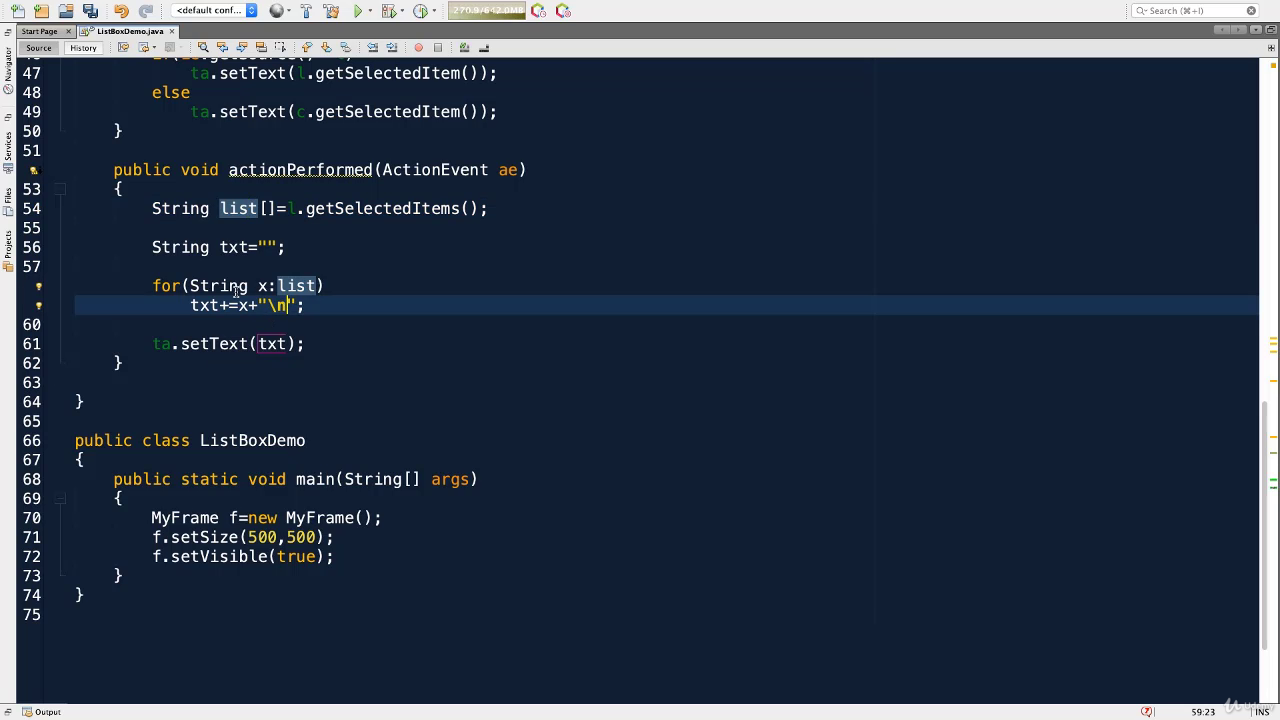 <default conf...
270.9/642.0MB
Search (⌘+I)
Start Page
ListBoxDemo.java
Source
History
Navigator
Services
Files
Projects
47 ta.setText(l.getSelectedItem());
48 else
49 ta.setText(c.getSelectedItem());
50 }
51
public void actionPerformed(ActionEvent ae)
53 {
54 String list[]=l.getSelectedItems();
55
56 String txt="";
57
for(String x:list)
txt+=x+"\n";
60
61 ta.setText(txt);
62 }
63
64 }
65
66 public class ListBoxDemo
67 {
68 public static void main(String[] args)
69 {
70 MyFrame f=new MyFrame();
71 f.setSize(500,500);
72 f.setVisible(true);
73 }
74 }
75
Output
59:23
INS